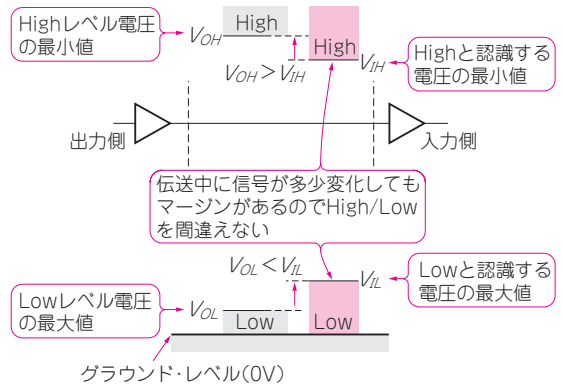 Highレベル電圧
の最小値
VOH
High
High
VIH
VOH＞VIH
Highと認識する
電圧の最小値
出力側
入力側
伝送中に信号が多少変化しても
マージンがあるのでHigh/Low
を間違えない
VOL＜VIL
VIL
Lowと認識する
電圧の最大値
Lowレベル電圧
の最大値
VOL
Low
Low
グラウンド・レベル(0V)